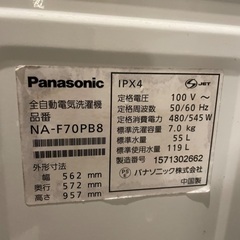 Panasonic
全自動電気洗濯機
品番
NA-F70PB8
外形寸法
幅(W) 562 mm
奥行(D) 572 mm
高さ(H) 957 mm
IPX4
S JET
定格電圧 100 V~
定格周波数 50/60 Hz
定格消費電力 480/545 W
標準洗濯容量 7.0 kg
標準水量 55 L
標準使用水量 119 L
製造番号 1571302662
パナソニック株式会社
中国製